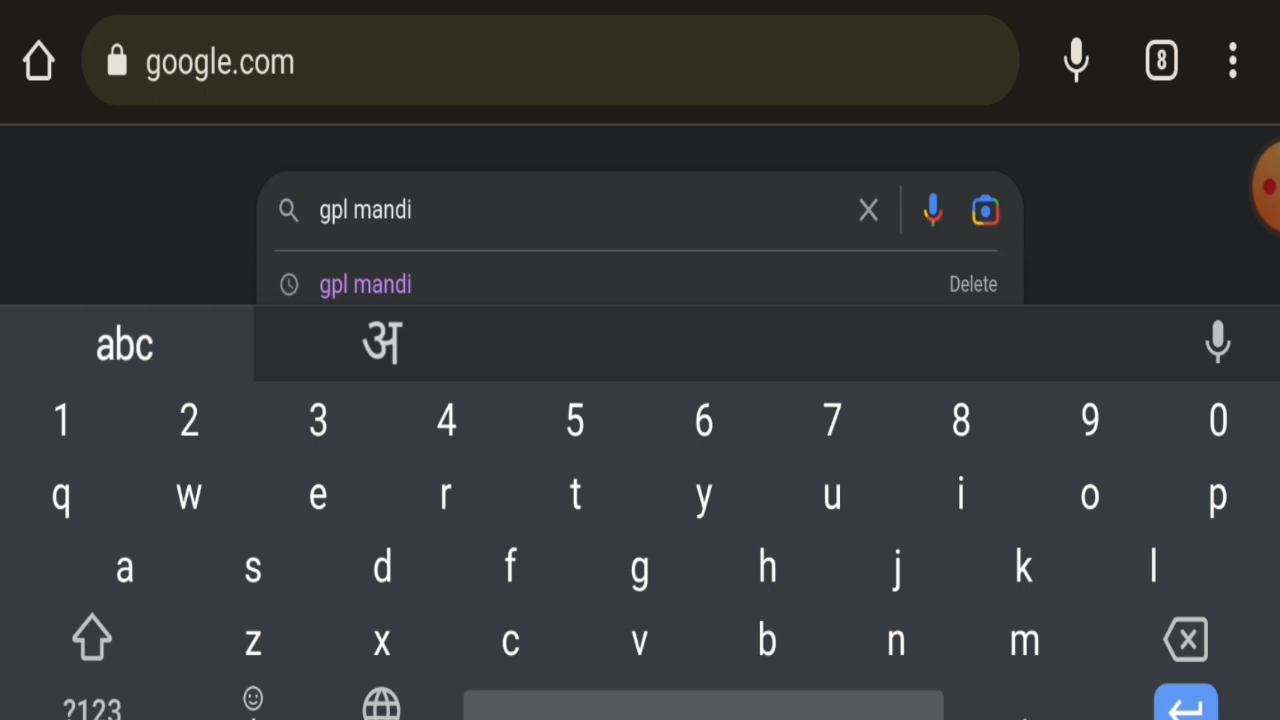 google.com
8
gpl mandi
gpl mandi Delete
abc अ
1 2 3 4 5 6 7 8 9 0
q w e r t y u i o p
a s d f g h j k l
z x c v b n m
?123